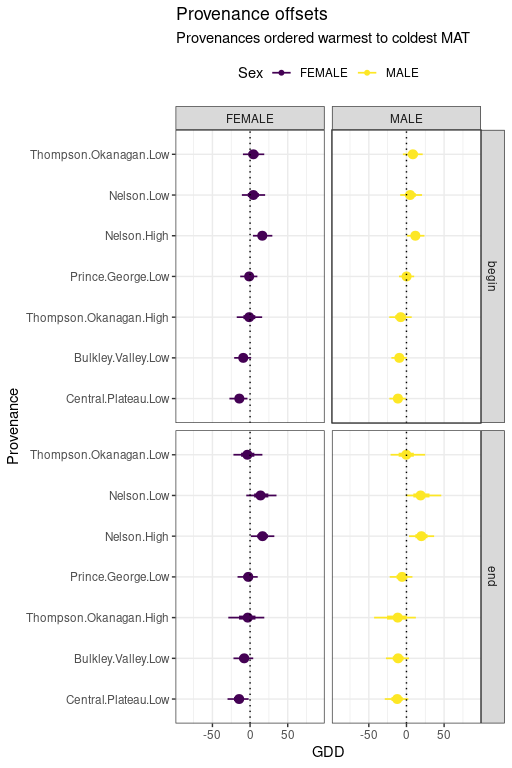 Provenance offsets
Provenances ordered warmest to coldest MAT
Sex FEMALE MALE
FEMALE MALE
Thompson.Okanagan.Low
Nelson.Low
Nelson.High
Prince.George.Low
Thompson.Okanagan.High
Bulkley.Valley.Low
Central.Plateau.Low
begin
Provenance
Thompson.Okanagan.Low
Nelson.Low
Nelson.High
Prince.George.Low
Thompson.Okanagan.High
Bulkley.Valley.Low
Central.Plateau.Low
end
-50 0 50 -50 0 50
GDD